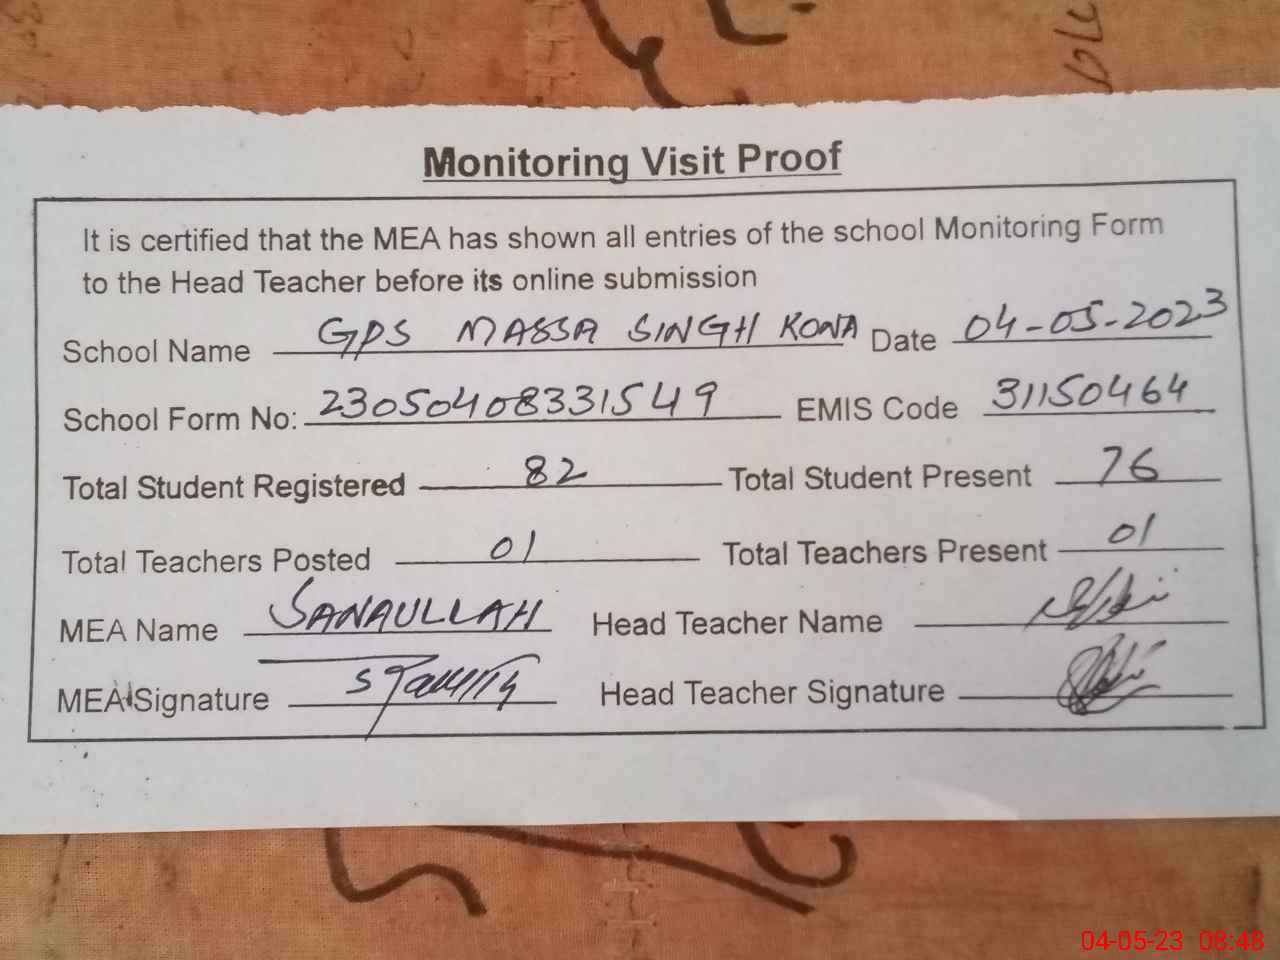 Monitoring Visit Proof
It is certified that the MEA has shown all entries of the school Monitoring Form
to the Head Teacher before its online submission
School Name GPS MASSA SINGH KONA Date 04-05-2023
School Form No: 23050408331549 EMIS Code 31150464
Total Student Registered 82 Total Student Present 76
Total Teachers Posted 01 Total Teachers Present 01
MEA Name SANAULLAH Head Teacher Name
MEA Signature Head Teacher Signature
04-05-23 08:48